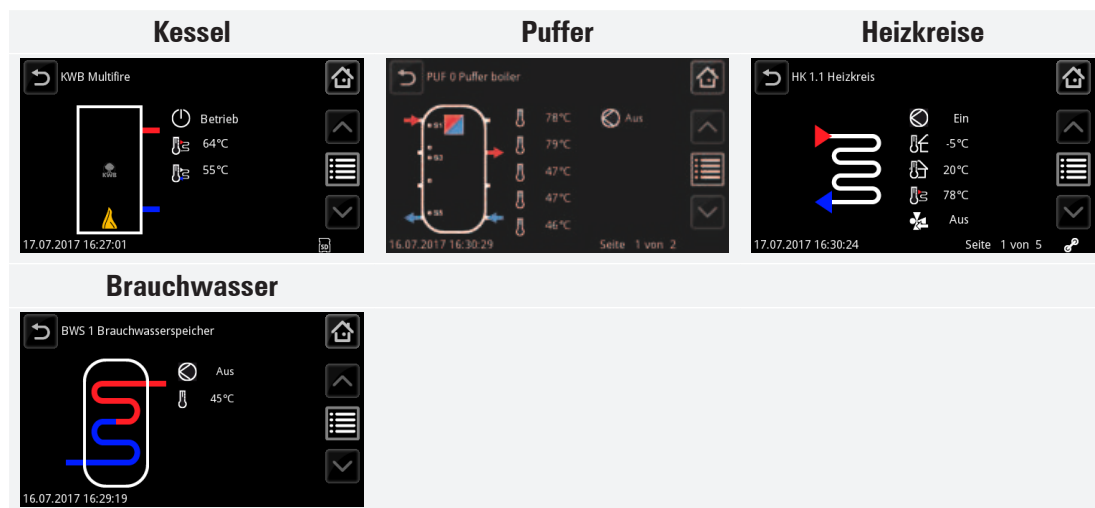 Kessel Puffer Heizkreise
KWB Multifire
Betrieb
64°C
55°C
KWB
17.07.2017 16:27:01
SD
PUF 0 Puffer boiler
S1
S3
S5
78°C
Aus
79°C
47°C
47°C
46°C
16.07.2017 16:30:29 Seite 1 von 2
HK 1.1 Heizkreis
Ein
-5°C
20°C
78°C
Aus
17.07.2017 16:30:24 Seite 1 von 5
Brauchwasser
BWS 1 Brauchwasserspeicher
Aus
45°C
16.07.2017 16:29:19